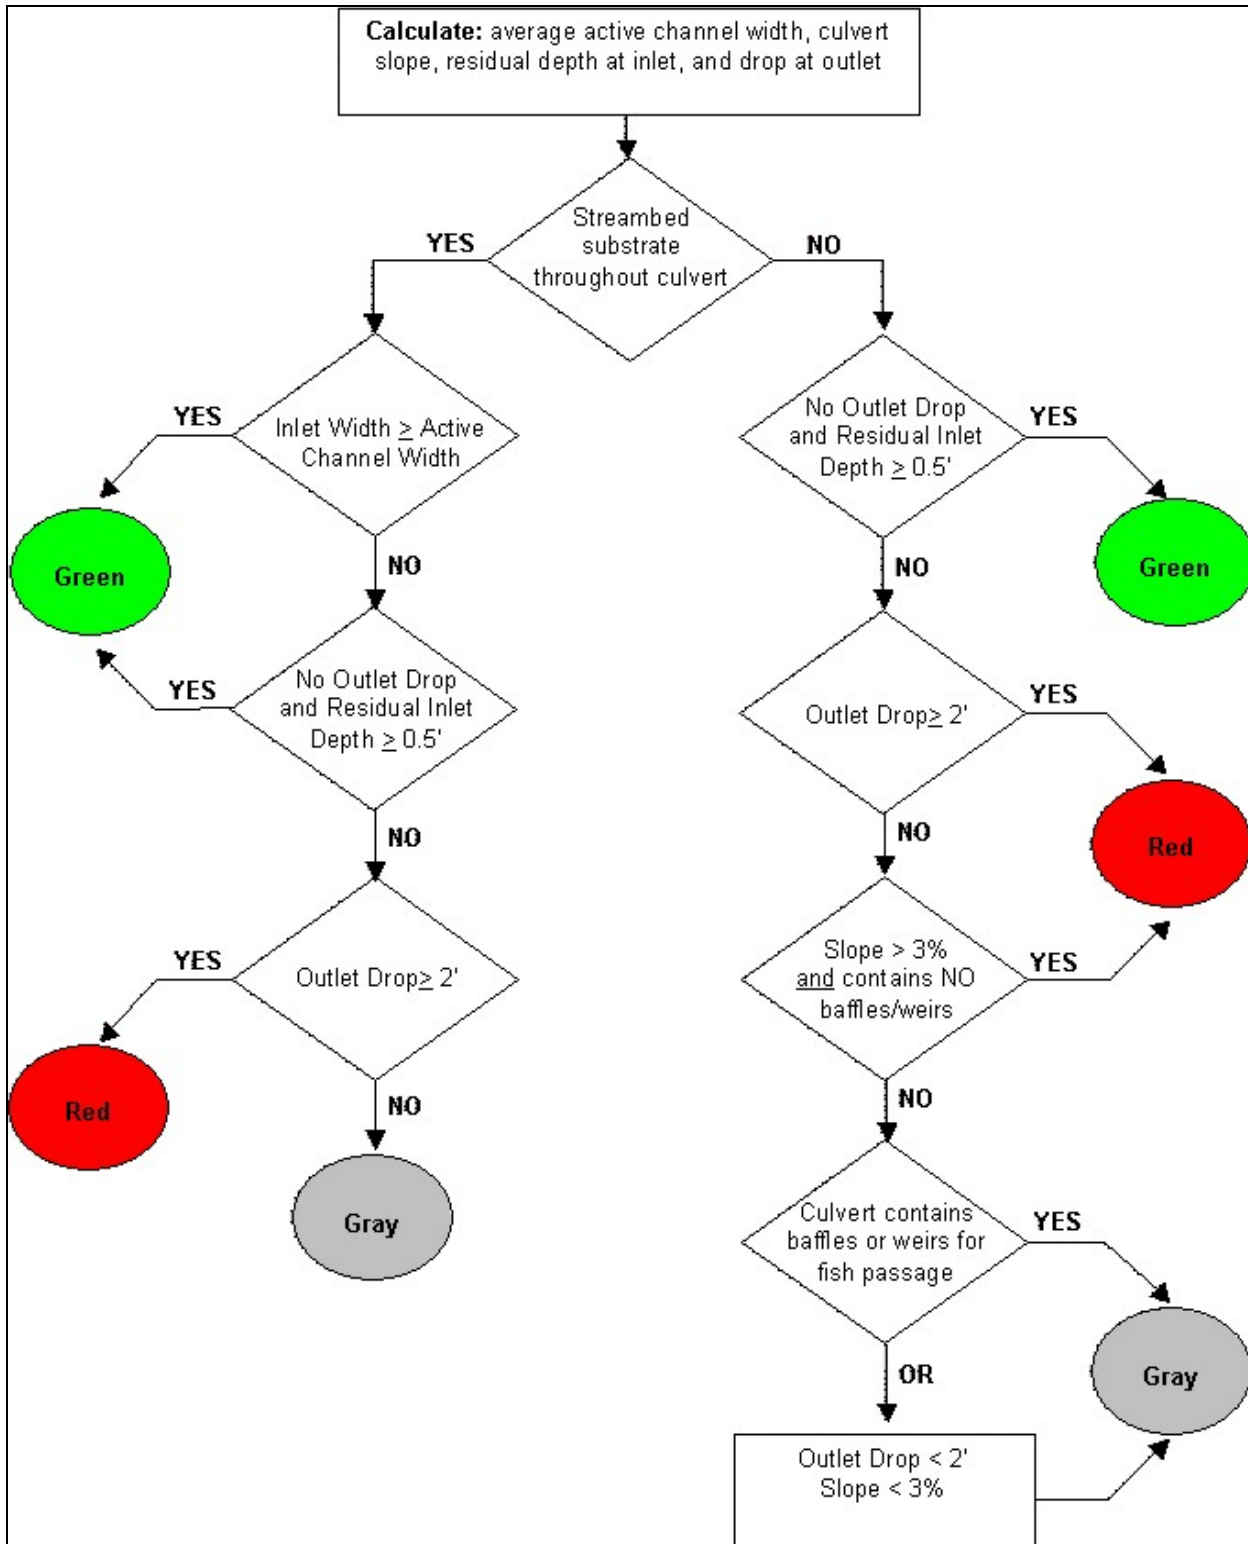 Calculate: average active channel width, culvert
slope, residual depth at inlet, and drop at outlet
Streambed
substrate
throughout culvert
YES
NO
Inlet Width ≥ Active
Channel Width
YES
NO
Green
No Outlet Drop
and Residual Inlet
Depth ≥ 0.5'
YES
NO
Outlet Drop ≥ 2'
YES
NO
Red
Gray
No Outlet Drop
and Residual Inlet
Depth ≥ 0.5'
YES
NO
Green
Outlet Drop≥ 2'
YES
NO
Red
Slope > 3%
and contains NO
baffles/weirs
YES
NO
Culvert contains
baffles or weirs for
fish passage
YES
OR
Gray
Outlet Drop < 2'
Slope < 3%